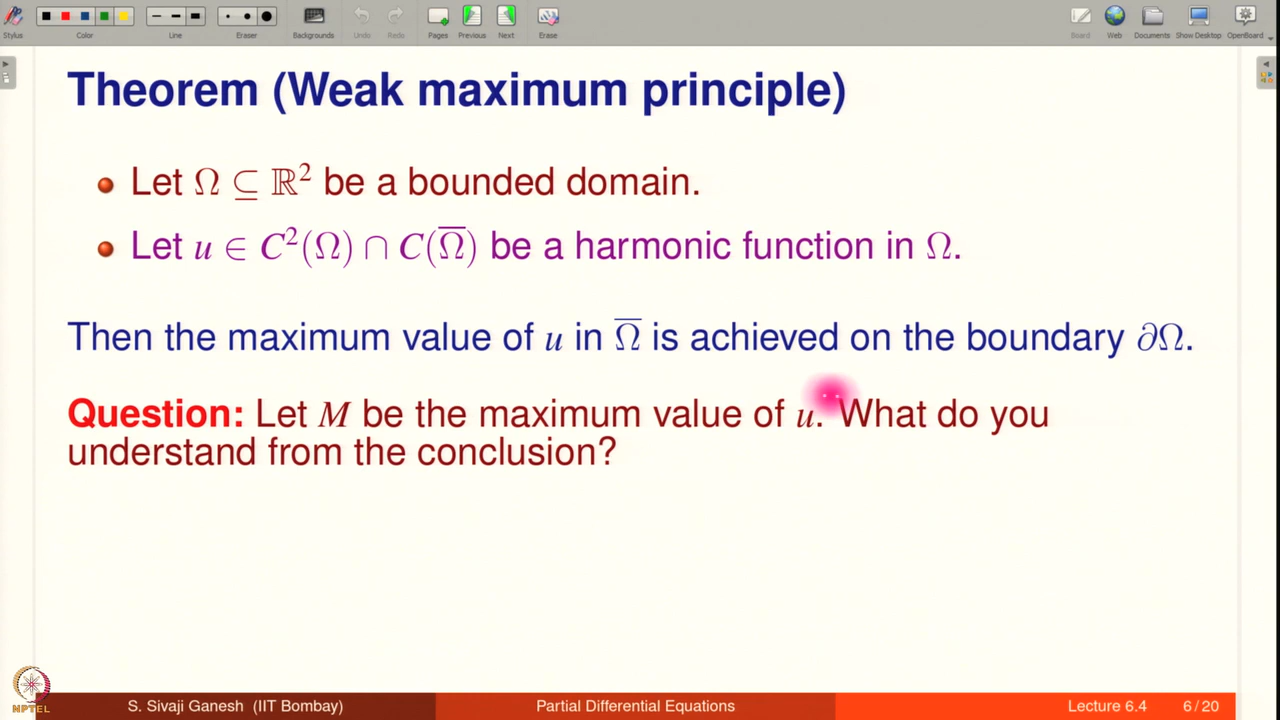 Stylus Color Line Eraser Backgrounds Undo Redo Pages Previous Next Erase Board Web Documents Show Desktop OpenBoard
Theorem (Weak maximum principle)
Let Ω ⊆ ℝ² be a bounded domain.
Let u ∈ C²(Ω) ∩ C(Ω̅) be a harmonic function in Ω.
Then the maximum value of u in Ω̅ is achieved on the boundary ∂Ω.
Question: Let M be the maximum value of u. What do you
understand from the conclusion?
NPTEL
S. Sivaji Ganesh (IIT Bombay) Partial Differential Equations Lecture 6.4 6 / 20